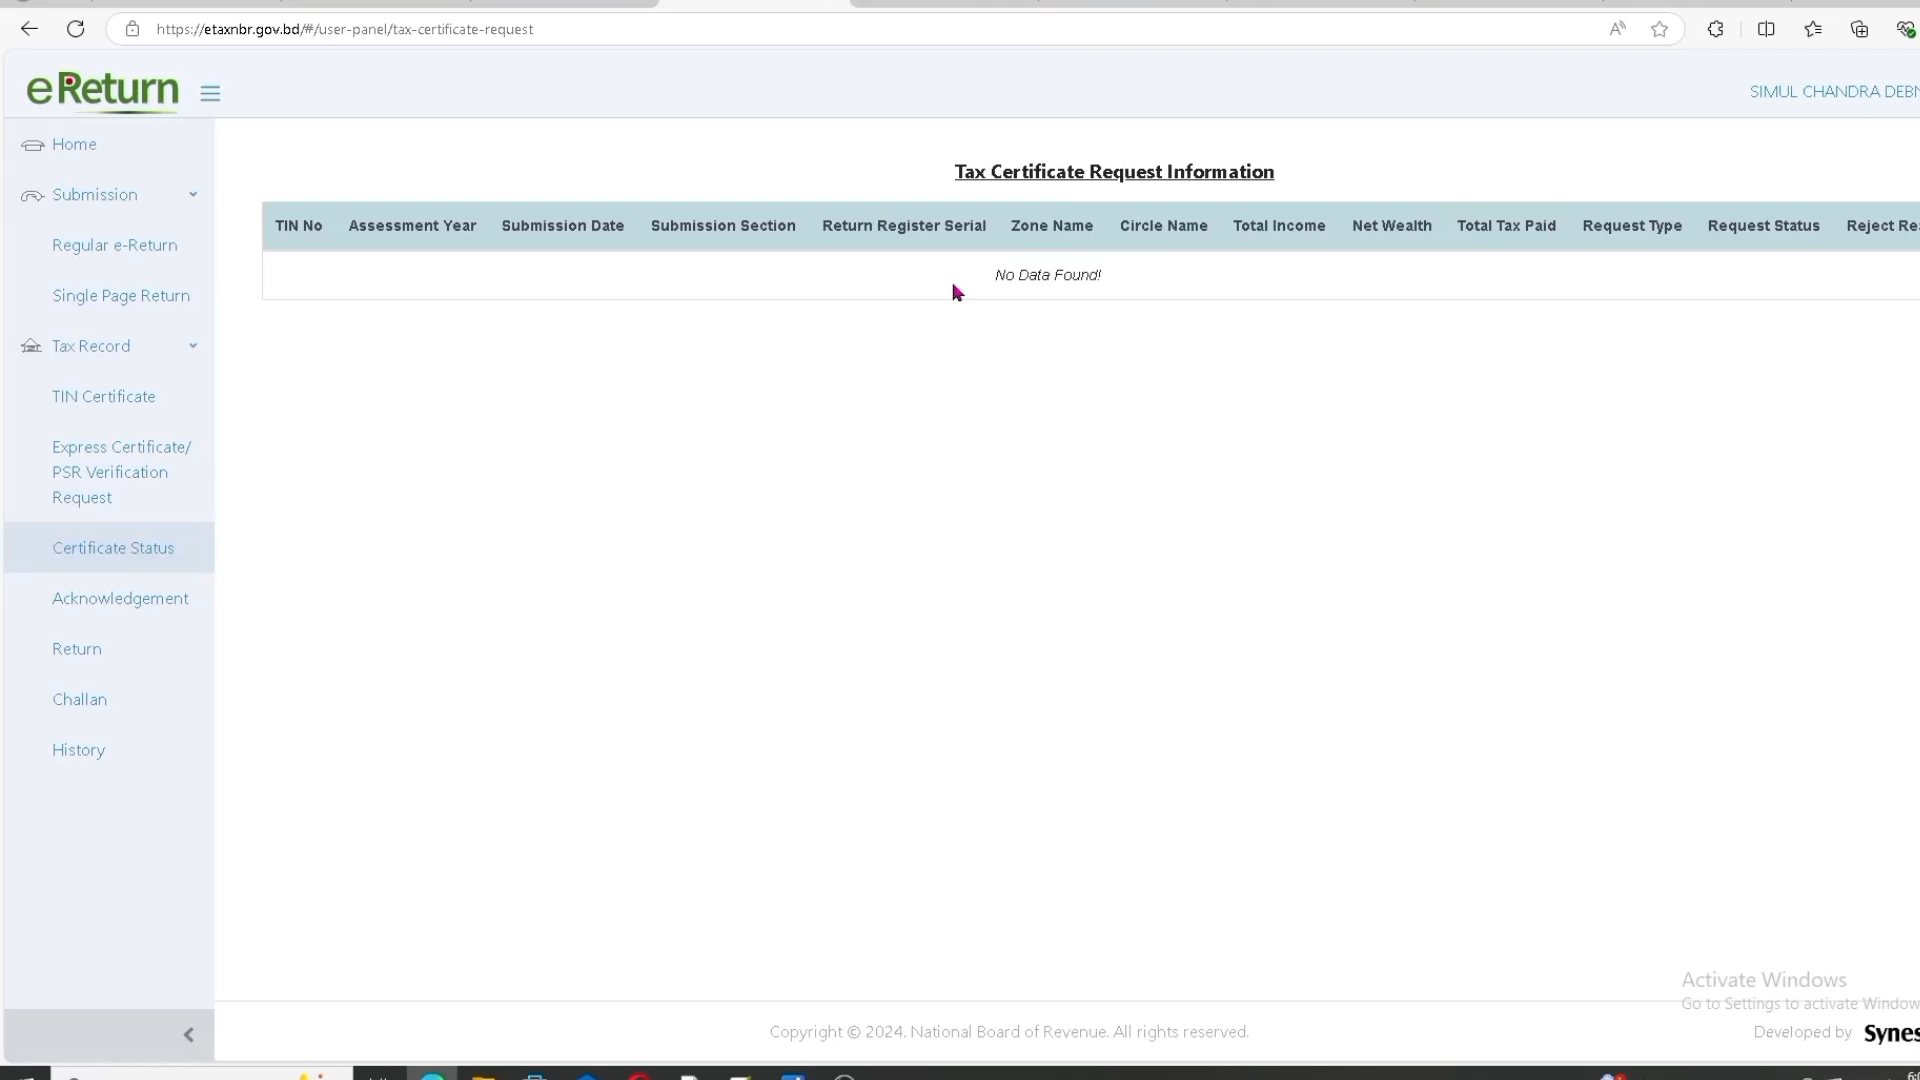 https://etaxnbr.gov.bd/#/user-panel/tax-certificate-request
eReturn
SIMUL CHANDRA
Home
Submission
Regular e-Return
Single Page Return
Tax Record
TIN Certificate
Express Certificate/
PSR Verification
Request
Certificate Status
Acknowledgement
Return
Challan
History
Tax Certificate Request Information
TIN No Assessment Year Submission Date Submission Section Return Register Serial Zone Name Circle Name Total Income Net Wealth Total Tax Paid Request Type Request Status Reject
No Data Found!
Activate Windows
Go to Settings to activate
Copyright © 2024. National Board of Revenue. All rights reserved.
Developed by